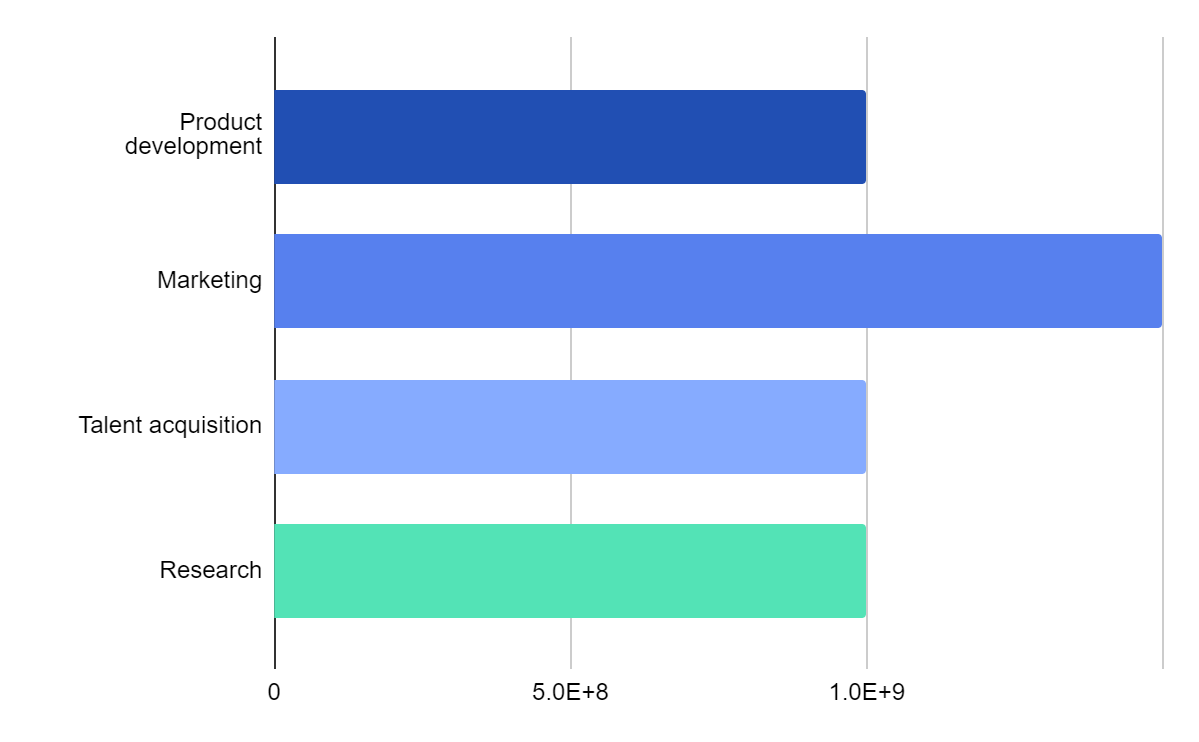 Product
development
Marketing
Talent acquisition
Research
0
5.0E+8
1.0E+9